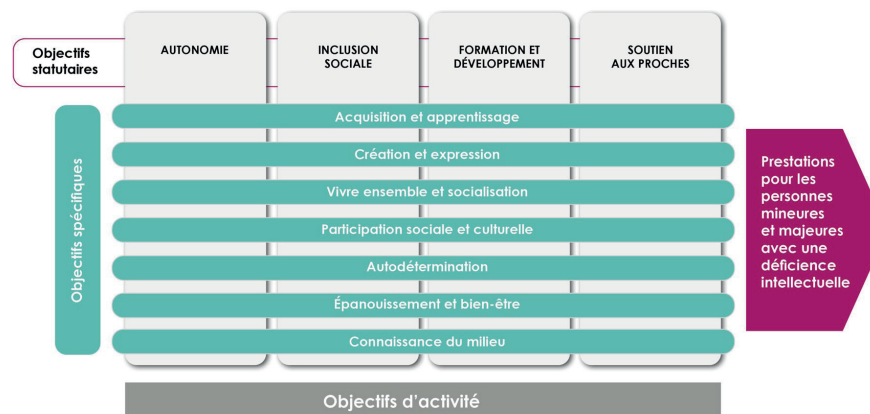 Objectifs
statutaires
AUTONOMIE
INCLUSION
SOCIALE
FORMATION ET
DÉVELOPPEMENT
SOUTIEN
AUX PROCHES
Objectifs spécifiques
Acquisition et apprentissage
Création et expression
Vivre ensemble et socialisation
Participation sociale et culturelle
Autodétermination
Épanouissement et bien-être
Connaissance du milieu
Prestations
pour les
personnes
mineures
et majeures
avec une
déficience
intellectuelle
Objectifs d’activité